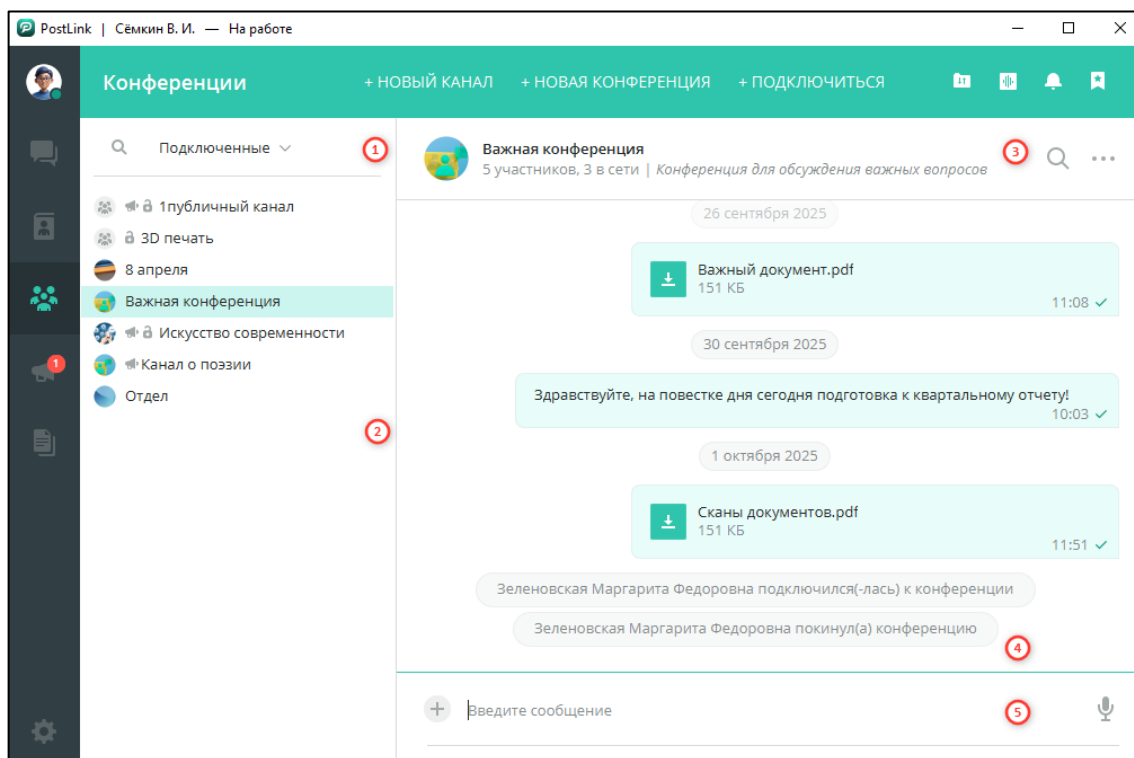 PostLink | Сёмкин В. И. — На работе
Конференции
+ НОВЫЙ КАНАЛ
+ НОВАЯ КОНФЕРЕНЦИЯ
+ ПОДКЛЮЧИТЬСЯ
Подключенные
1
1публичный канал
3D печать
8 апреля
Важная конференция
Искусство современности
1
Канал о поэзии
Отдел
2
Важная конференция
5 участников, 3 в сети | Конференция для обсуждения важных вопросов
3
26 сентября 2025
Важный документ.pdf
151 КБ
11:08
30 сентября 2025
Здравствуйте, на повестке дня сегодня подготовка к квартальному отчету!
10:03
1 октября 2025
Сканы документов.pdf
151 КБ
11:51
Зеленовская Маргарита Федоровна подключился(-лась) к конференции
Зеленовская Маргарита Федоровна покинул(а) конференцию
4
Введите сообщение
5